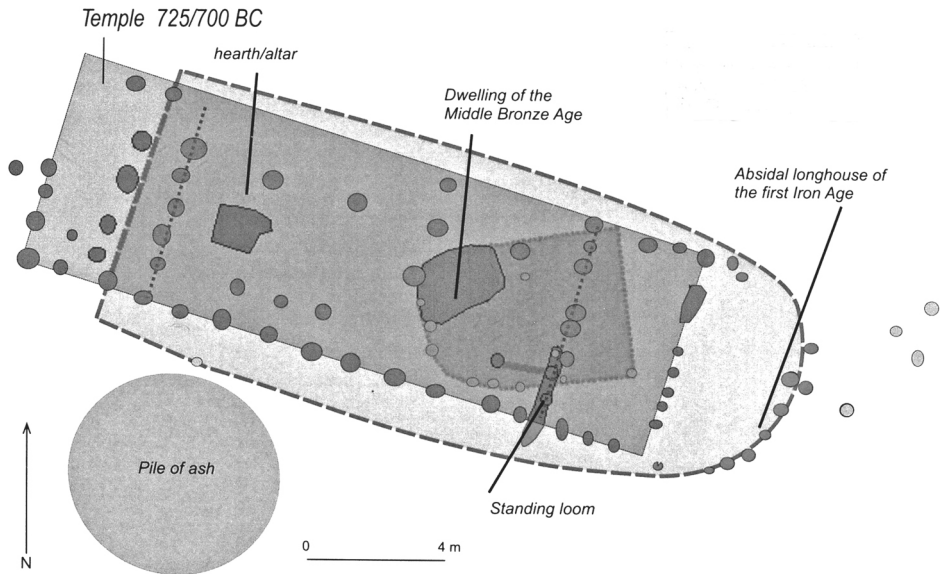 Temple 725/700 BC
hearth/altar
Dwelling of the
Middle Bronze Age
Absidal longhouse of
the first Iron Age
Pile of ash
Standing loom
N
0 4 m